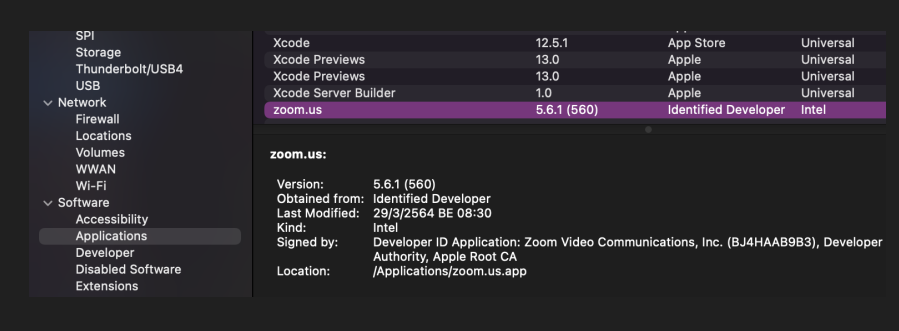 SPI
Storage
Thunderbolt/USB4
USB
Network
Firewall
Locations
Volumes
WWAN
Wi-Fi
Software
Accessibility
Applications
Developer
Disabled Software
Extensions
Xcode 12.5.1 App Store Universal
Xcode Previews 13.0 Apple Universal
Xcode Previews 13.0 Apple Universal
Xcode Server Builder 1.0 Apple Universal
zoom.us 5.6.1 (560) Identified Developer Intel
zoom.us:
Version: 5.6.1 (560)
Obtained from: Identified Developer
Last Modified: 29/3/2564 BE 08:30
Kind: Intel
Signed by: Developer ID Application: Zoom Video Communications, Inc. (BJ4HAAB9B3), Developer
Authority, Apple Root CA
Location: /Applications/zoom.us.app